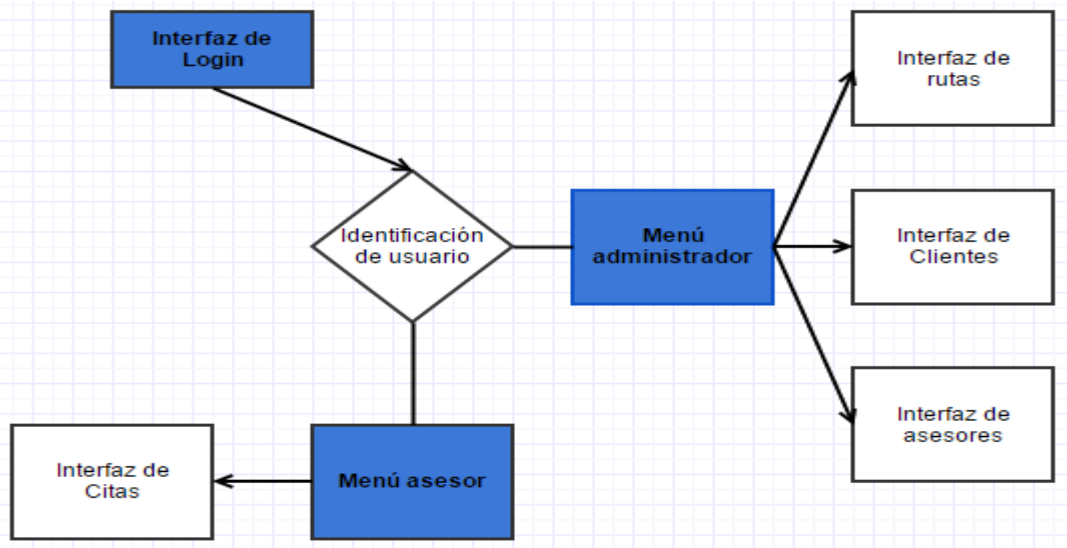 Interfaz de
Login
Identificación
de usuario
Menú
administrador
Interfaz de
rutas
Interfaz de
Clientes
Interfaz de
asesores
Menú asesor
Interfaz de
Citas